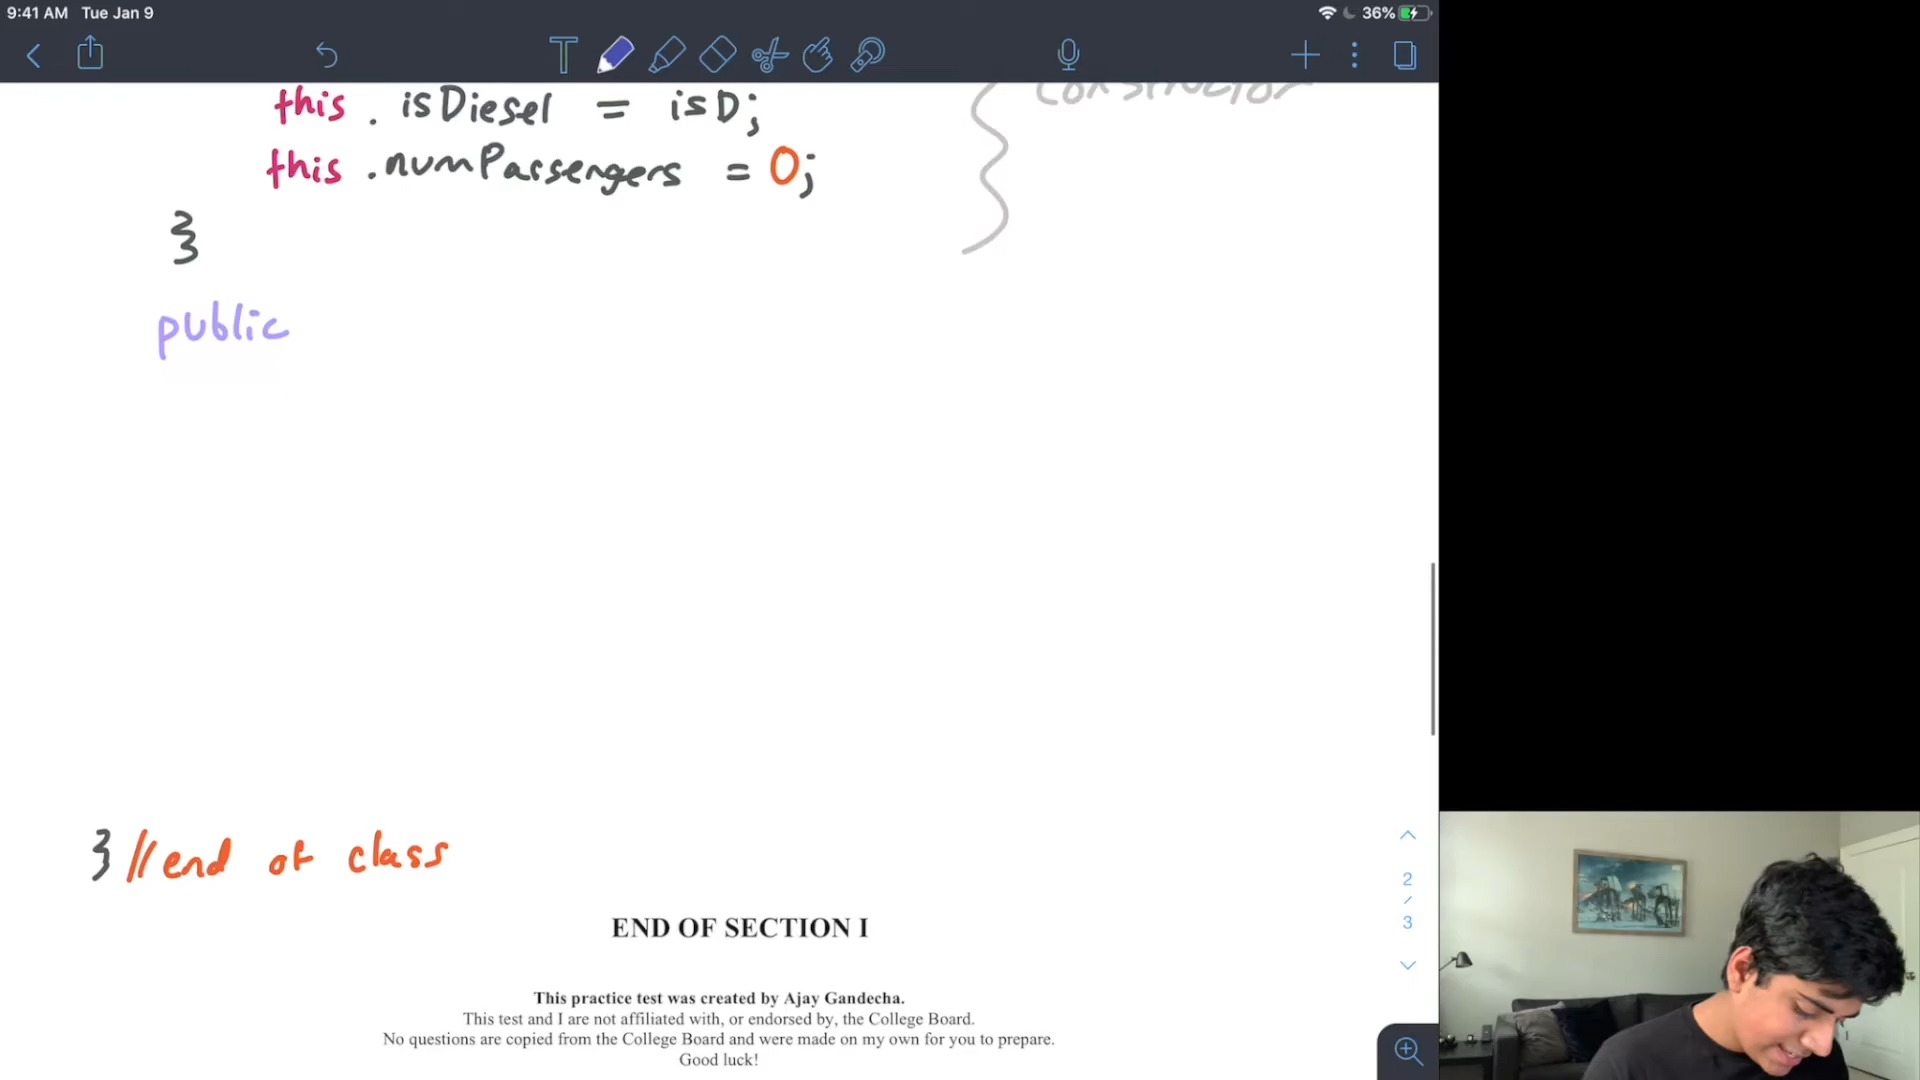 9:41 AM Tue Jan 9
36%
T
constructor
this . isDiesel = isD;
this .numPassengers = 0;
}
public
} //end of class
2
/
3
END OF SECTION I
This practice test was created by Ajay Gandecha.
This test and I are not affiliated with, or endorsed by, the College Board.
No questions are copied from the College Board and were made on my own for you to prepare.
Good luck!